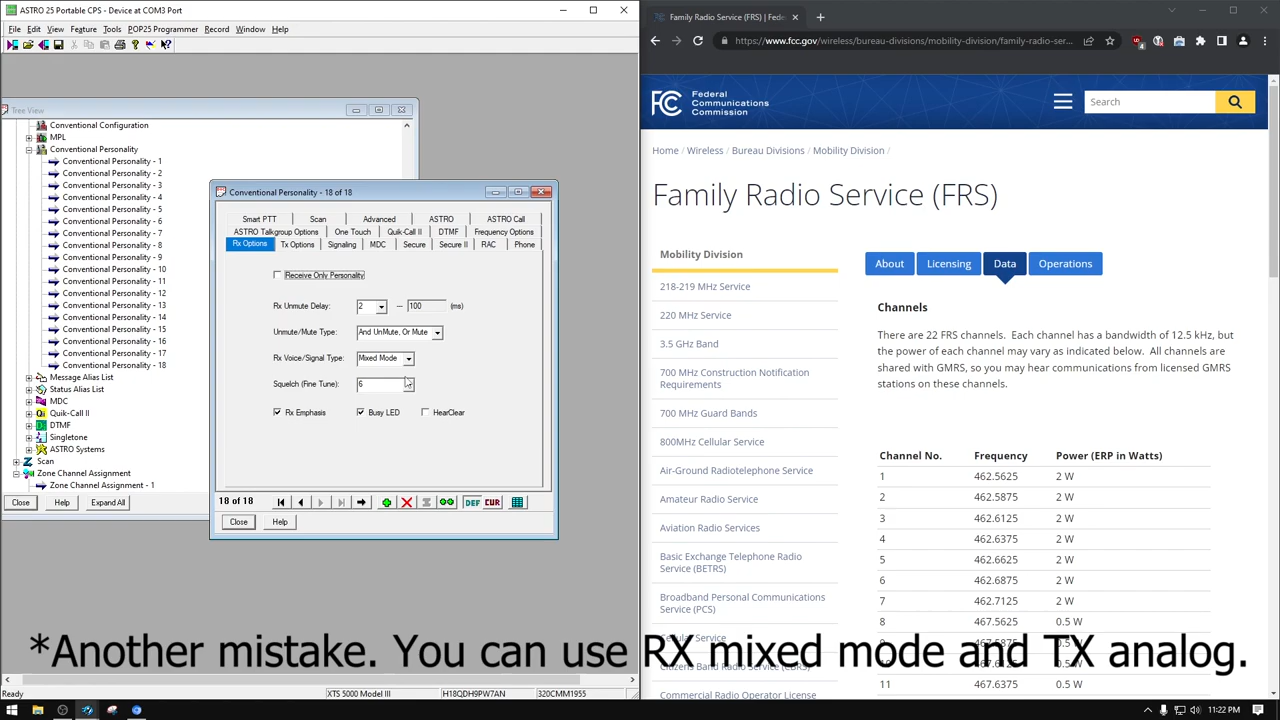 ASTRO 25 Portable CPS - Device at COM3 Port
File Edit View Feature Tools POP25 Programmer Record Window Help
Tree View
Conventional Configuration
MPL
Conventional Personality
Conventional Personality - 1
Conventional Personality - 2
Conventional Personality - 3
Conventional Personality - 4
Conventional Personality - 5
Conventional Personality - 6
Conventional Personality - 7
Conventional Personality - 8
Conventional Personality - 9
Conventional Personality - 10
Conventional Personality - 11
Conventional Personality - 12
Conventional Personality - 13
Conventional Personality - 14
Conventional Personality - 15
Conventional Personality - 16
Conventional Personality - 17
Conventional Personality - 18
Message Alias List
Status Alias List
MDC
Quik-Call II
DTMF
Singletone
ASTRO Systems
Scan
Zone Channel Assignment
Zone Channel Assignment - 1
Close Help Expand All
Conventional Personality - 18 of 18
Smart PTT Scan Advanced ASTRO ASTRO Call
ASTRO Talkgroup Options One Touch Quik-Call II DTMF Frequency Options
Rx Options Tx Options Signaling MDC Secure Secure II RAC Phone
Receive Only Personality
Rx Unmute Delay: 2 — 100 (ms)
Unmute/Mute Type: And UnMute, Or Mute
Rx Voice/Signal Type: Mixed Mode
Squelch (Fine Tune): 6
Rx Emphasis Busy LED HearClear
18 of 18 DEF CUR
Close Help
Ready XTS 5000 Model III H18QDH9PW7AN 320CMM1955
Family Radio Service (FRS) | Fede
https://www.fcc.gov/wireless/bureau-divisions/mobility-division/family-radio-ser...
FCC
Federal
Communications
Commission
Search
Home / Wireless / Bureau Divisions / Mobility Division /
Family Radio Service (FRS)
Mobility Division
218-219 MHz Service
220 MHz Service
3.5 GHz Band
700 MHz Construction Notification
Requirements
700 MHz Guard Bands
800MHz Cellular Service
Air-Ground Radiotelephone Service
Amateur Radio Service
Aviation Radio Services
Basic Exchange Telephone Radio
Service (BETRS)
Broadband Personal Communications
Service (PCS)
Service
Citizens Band Radio Service (CBRS)
Commercial Radio Operator License
About Licensing Data Operations
Channels
There are 22 FRS channels. Each channel has a bandwidth of 12.5 kHz, but
the power of each channel may vary as indicated below. All channels are
shared with GMRS, so you may hear communications from licensed GMRS
stations on these channels.
Channel No. Frequency Power (ERP in Watts)
1 462.5625 2 W
2 462.5875 2 W
3 462.6125 2 W
4 462.6375 2 W
5 462.6625 2 W
6 462.6875 2 W
7 462.7125 2 W
8 467.5625 0.5 W
11 467.6375 0.5 W
*Another mistake. You can use RX mixed mode and TX analog.
11:22 PM